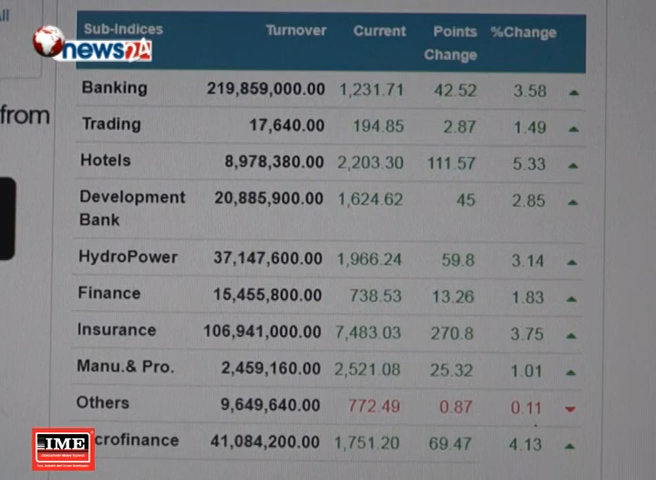 news24
from
Sub-Indices Turnover Current Points Change %Change
Banking 219,859,000.00 1,231.71 42.52 3.58
Trading 17,640.00 194.85 2.87 1.49
Hotels 8,978,380.00 2,203.30 111.57 5.33
Development Bank 20,885,900.00 1,624.62 45 2.85
HydroPower 37,147,600.00 1,966.24 59.8 3.14
Finance 15,455,800.00 738.53 13.26 1.83
Insurance 106,941,000.00 7,483.03 270.8 3.75
Manu.& Pro. 2,459,160.00 2,521.08 25.32 1.01
Others 9,649,640.00 772.49 0.87 0.11
crofinance 41,084,200.00 1,751.20 69.47 4.13
IME